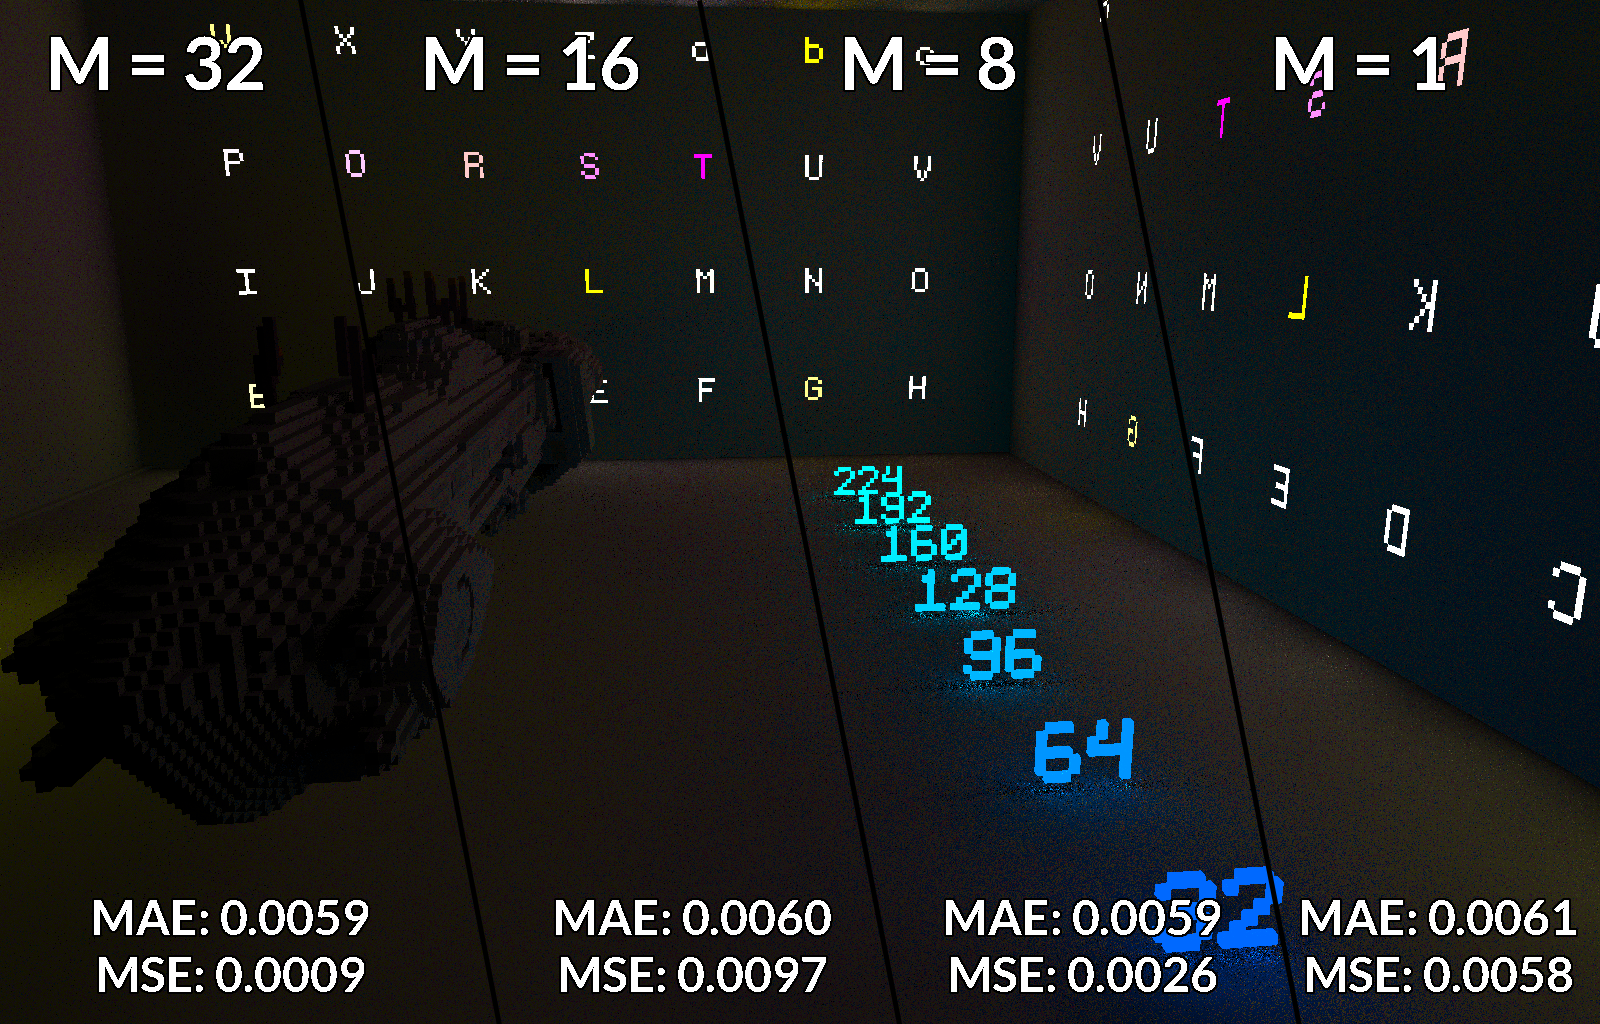 W X Y Z a b c
M = 32 M = 16 M = 8 M = 1
A
V U T S
P Q R S T U V
I J K L M N O
O N M L K
E E F G H
H G F E D C
224
192
160
128
96
64
32
MAE: 0.0059 MAE: 0.0060 MAE: 0.0059 MAE: 0.0061
MSE: 0.0009 MSE: 0.0097 MSE: 0.0026 MSE: 0.0058